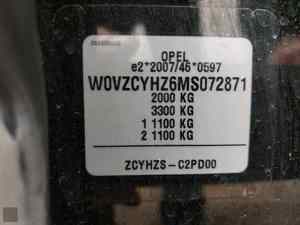 OPEL
e2*2007/46*0597
W0VZCYHZ6MS072871
2000 KG
3300 KG
1 1100 KG
2 1100 KG
ZCYHZS-C2PD00